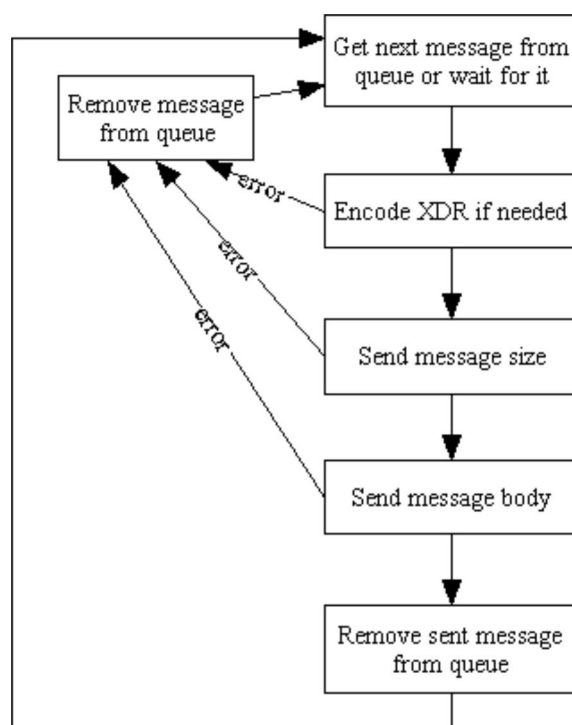 Get next message from
queue or wait for it
Remove message
from queue
error
Encode XDR if needed
error
Send message size
error
Send message body
Remove sent message
from queue